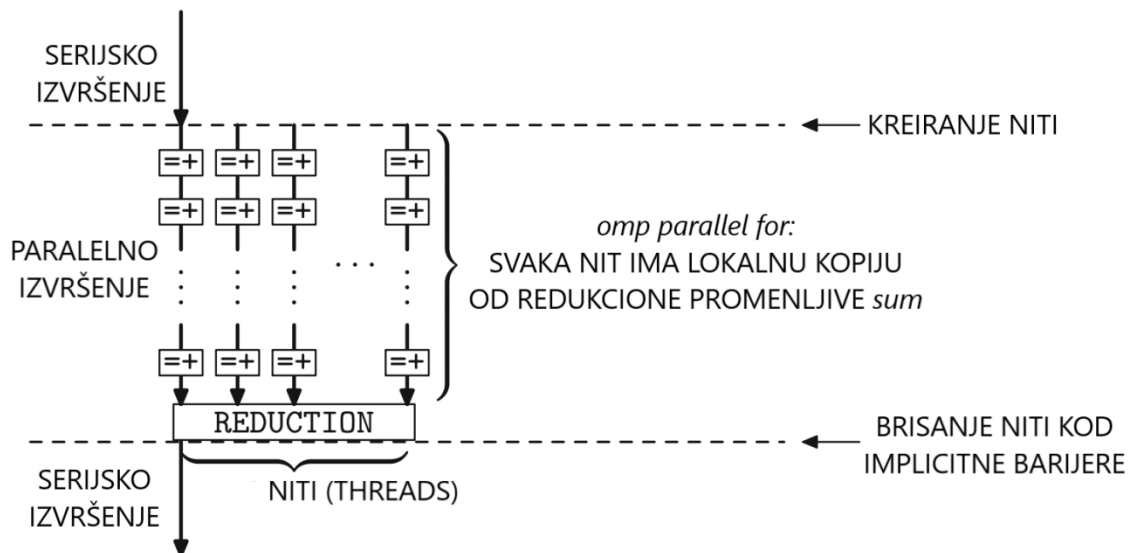 SERIJSKO
IZVRŠENJE
KREIRANJE NITI
=+ =+ =+ =+
=+ =+ =+ =+
PARALELNO
IZVRŠENJE
omp parallel for:
SVAKA NIT IMA LOKALNU KOPIJU
OD REDUKCIONE PROMENLJIVE sum
=+ =+ =+ =+
REDUCTION
BRISANJE NITI KOD
IMPLICITNE BARIJERE
SERIJSKO
IZVRŠENJE
NITI (THREADS)